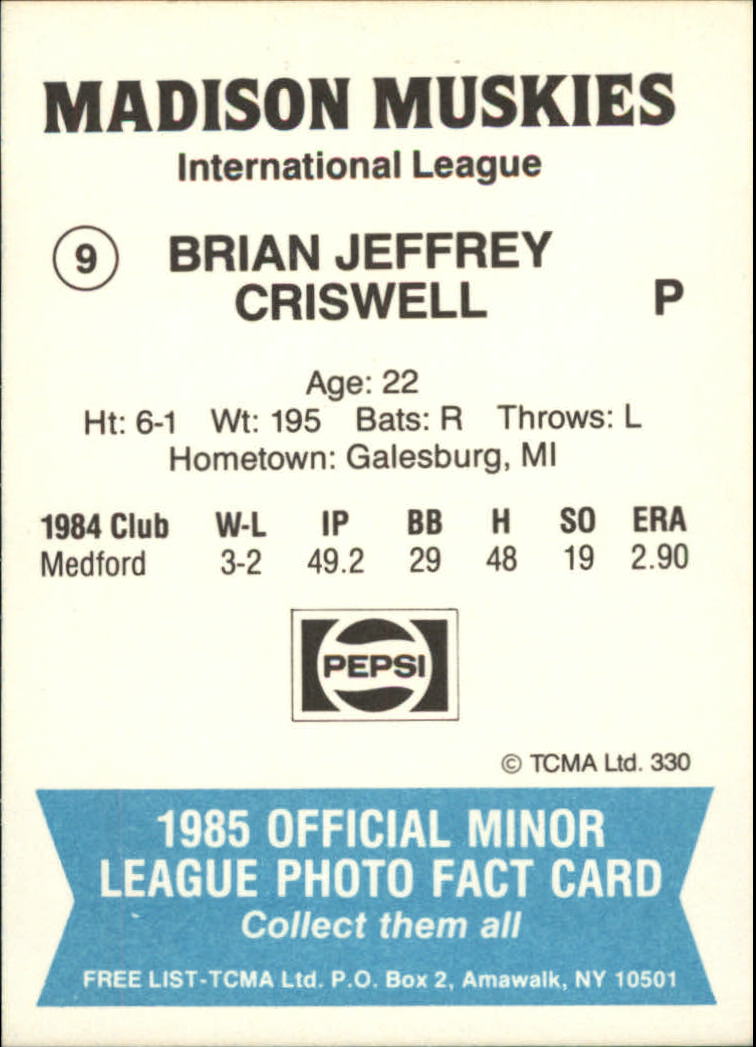 MADISON MUSKIES
International League
9 BRIAN JEFFREY
CRISWELL P
Age: 22
Ht: 6-1 Wt: 195 Bats: R Throws: L
Hometown: Galesburg, MI
1984 Club W-L IP BB H SO ERA
Medford 3-2 49.2 29 48 19 2.90
PEPSI
© TCMA Ltd. 330
1985 OFFICIAL MINOR
LEAGUE PHOTO FACT CARD
Collect them all
FREE LIST-TCMA Ltd. P.O. Box 2, Amawalk, NY 10501